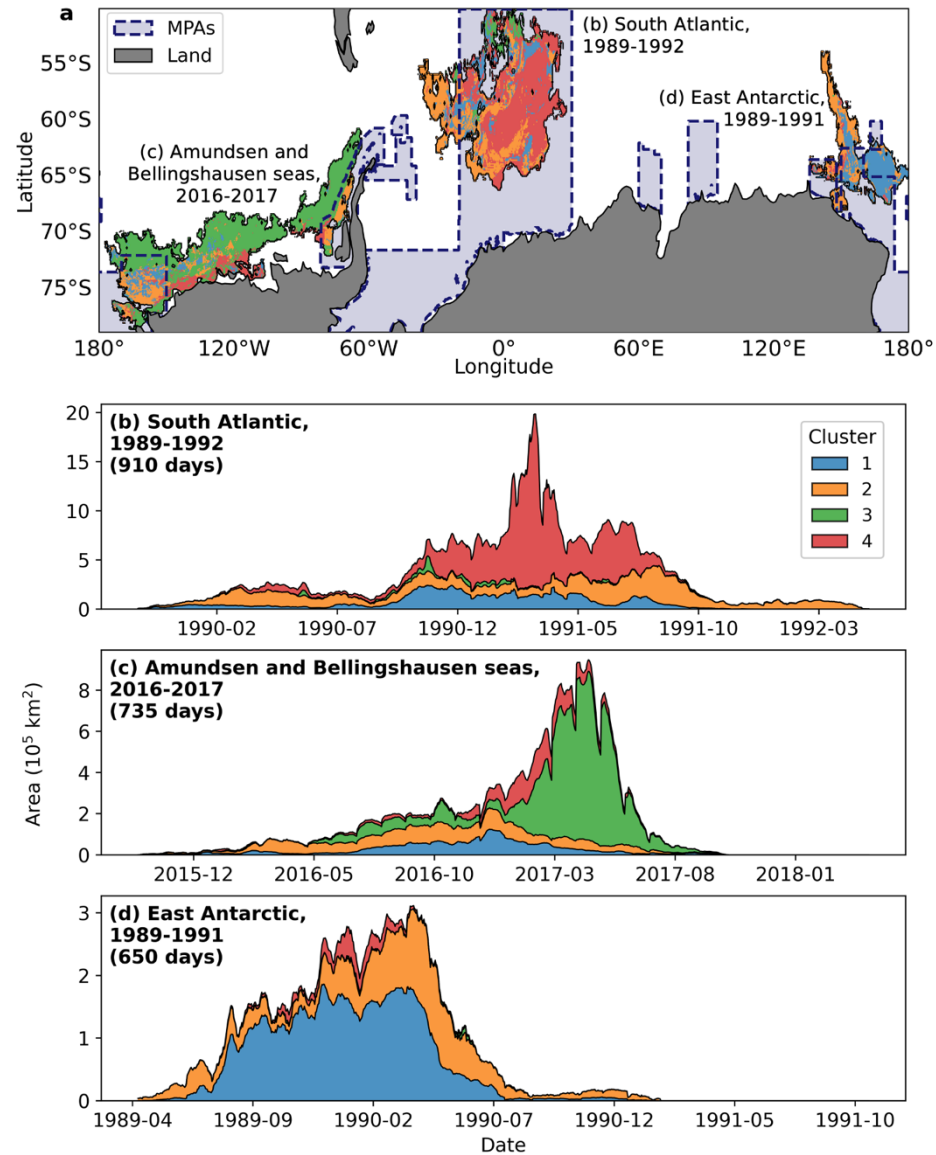 a
MPAs
Land
(b) South Atlantic,
1989-1992
(d) East Antarctic,
1989-1991
(c) Amundsen and
Bellingshausen seas,
2016-2017
Latitude
55°S
60°S
65°S
70°S
75°S
180° 120°W 60°W 0° 60°E 120°E 180°
Longitude
(b) South Atlantic,
1989-1992
(910 days)
Cluster
1
2
3
4
20
15
10
5
0
1990-02 1990-07 1990-12 1991-05 1991-10 1992-03
(c) Amundsen and Bellingshausen seas,
2016-2017
(735 days)
8
6
4
2
0
2015-12 2016-05 2016-10 2017-03 2017-08 2018-01
Area (10⁵ km²)
(d) East Antarctic,
1989-1991
(650 days)
3
2
1
0
1989-04 1989-09 1990-02 1990-07 1990-12 1991-05 1991-10
Date